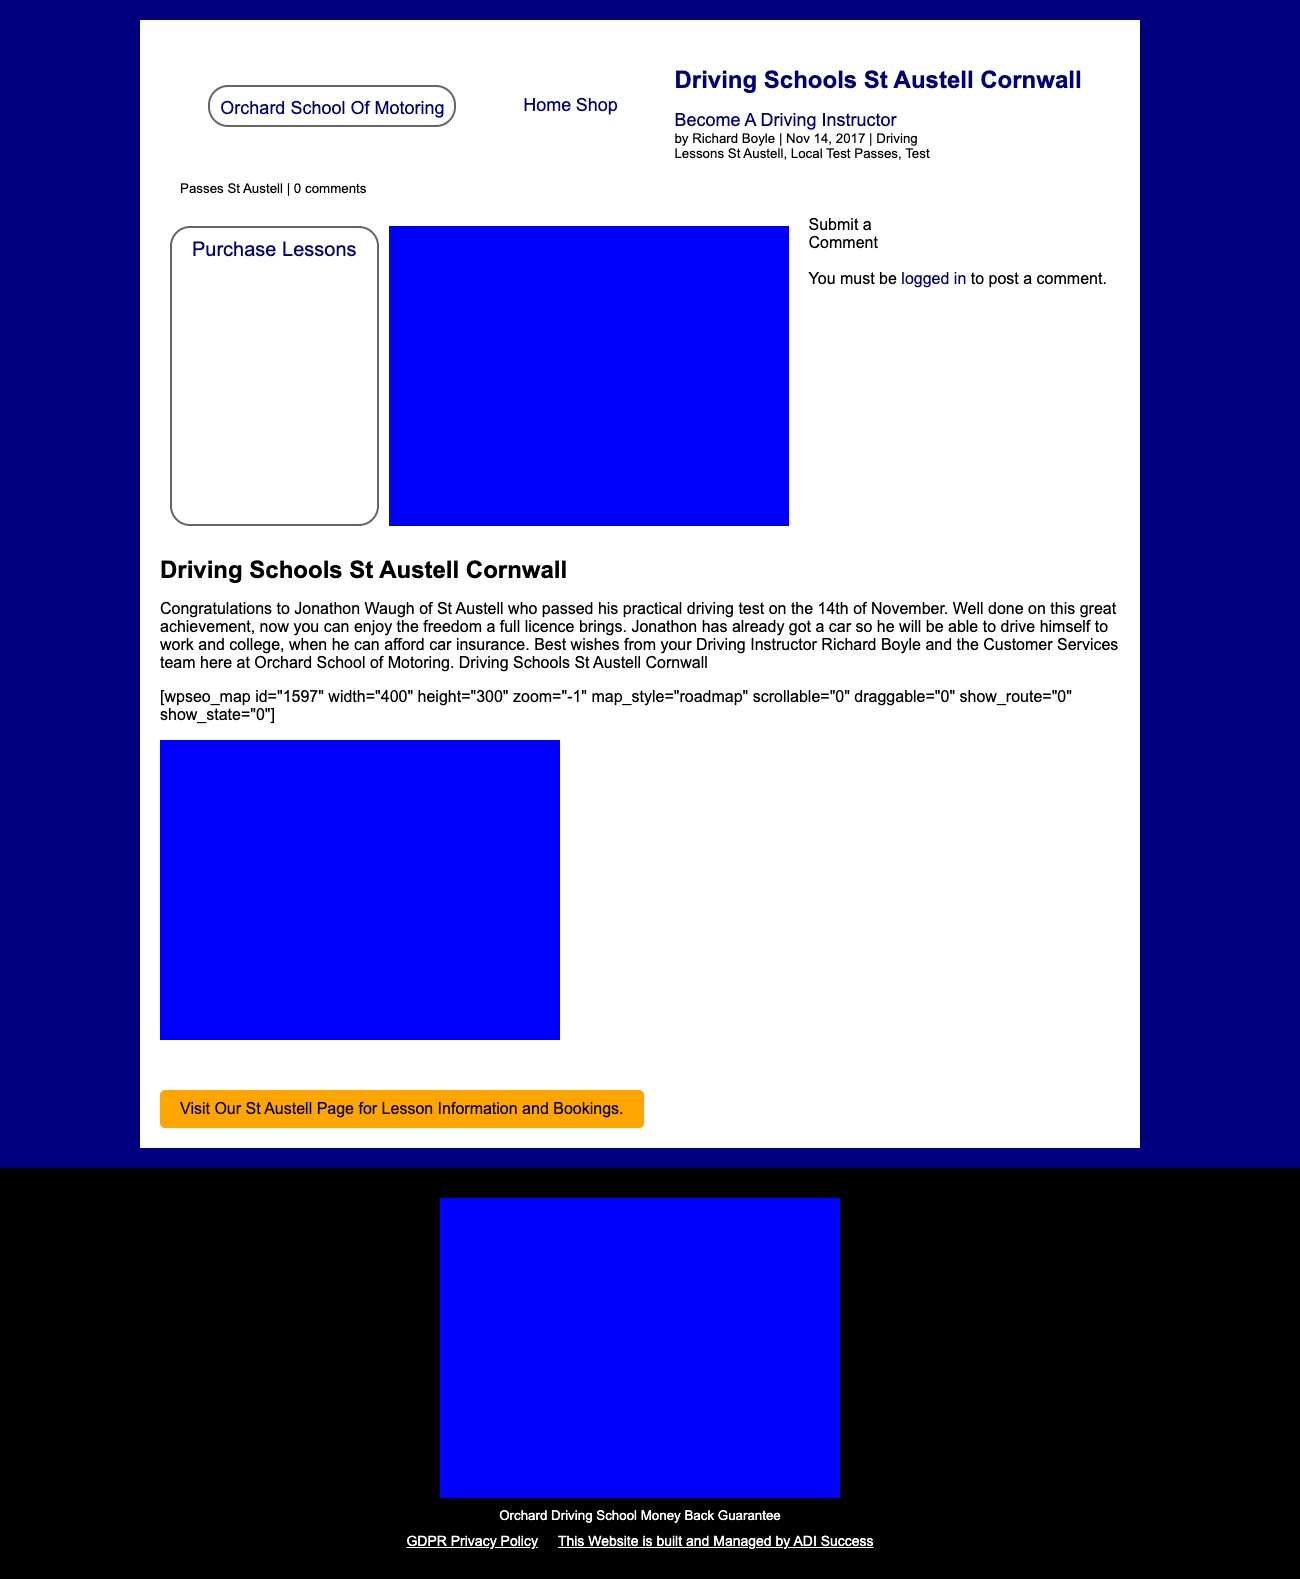 Orchard School Of Motoring
Home Shop
Driving Schools St Austell Cornwall
Become A Driving Instructor
by Richard Boyle | Nov 14, 2017 | Driving
Lessons St Austell, Local Test Passes, Test
Passes St Austell | 0 comments
Purchase Lessons
Submit a
Comment
You must be logged in to post a comment.
Driving Schools St Austell Cornwall
Congratulations to Jonathon Waugh of St Austell who passed his practical driving test on the 14th of November. Well done on this great
achievement, now you can enjoy the freedom a full licence brings. Jonathon has already got a car so he will be able to drive himself to
work and college, when he can afford car insurance. Best wishes from your Driving Instructor Richard Boyle and the Customer Services
team here at Orchard School of Motoring. Driving Schools St Austell Cornwall
[wpseo_map id="1597" width="400" height="300" zoom="-1" map_style="roadmap" scrollable="0" draggable="0" show_route="0"
show_state="0"]
Visit Our St Austell Page for Lesson Information and Bookings.
Orchard Driving School Money Back Guarantee
GDPR Privacy Policy This Website is built and Managed by ADI Success